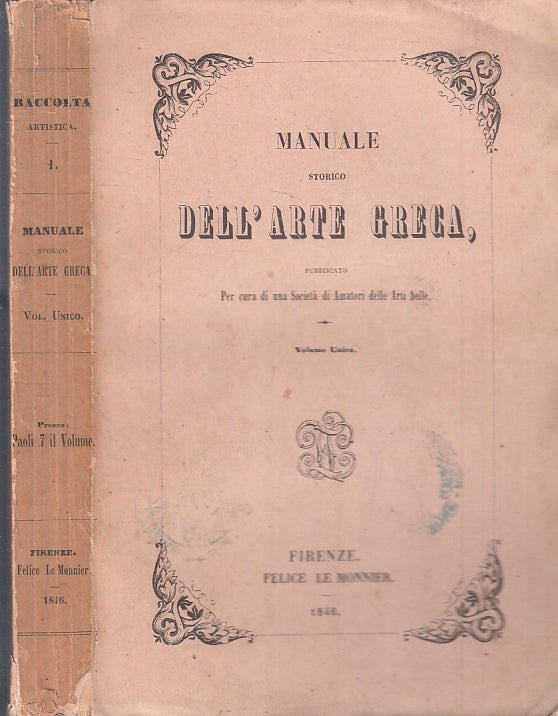 RACCOLTA
ARTISTICA.
1.
MANUALE
STORICO
DELL'ARTE GRECA
VOL. UNICO.
Prezzo:
Paoli 7 il Volume.
FIRENZE.
Felice Le Monnier.
1846.
MANUALE
STORICO
DELL'ARTE GRECA,
PUBBLICATO
Per cura di una Società di Amatori delle Arti belle.
Volume Unico.
FIRENZE.
FELICE LE MONNIER.
1846.